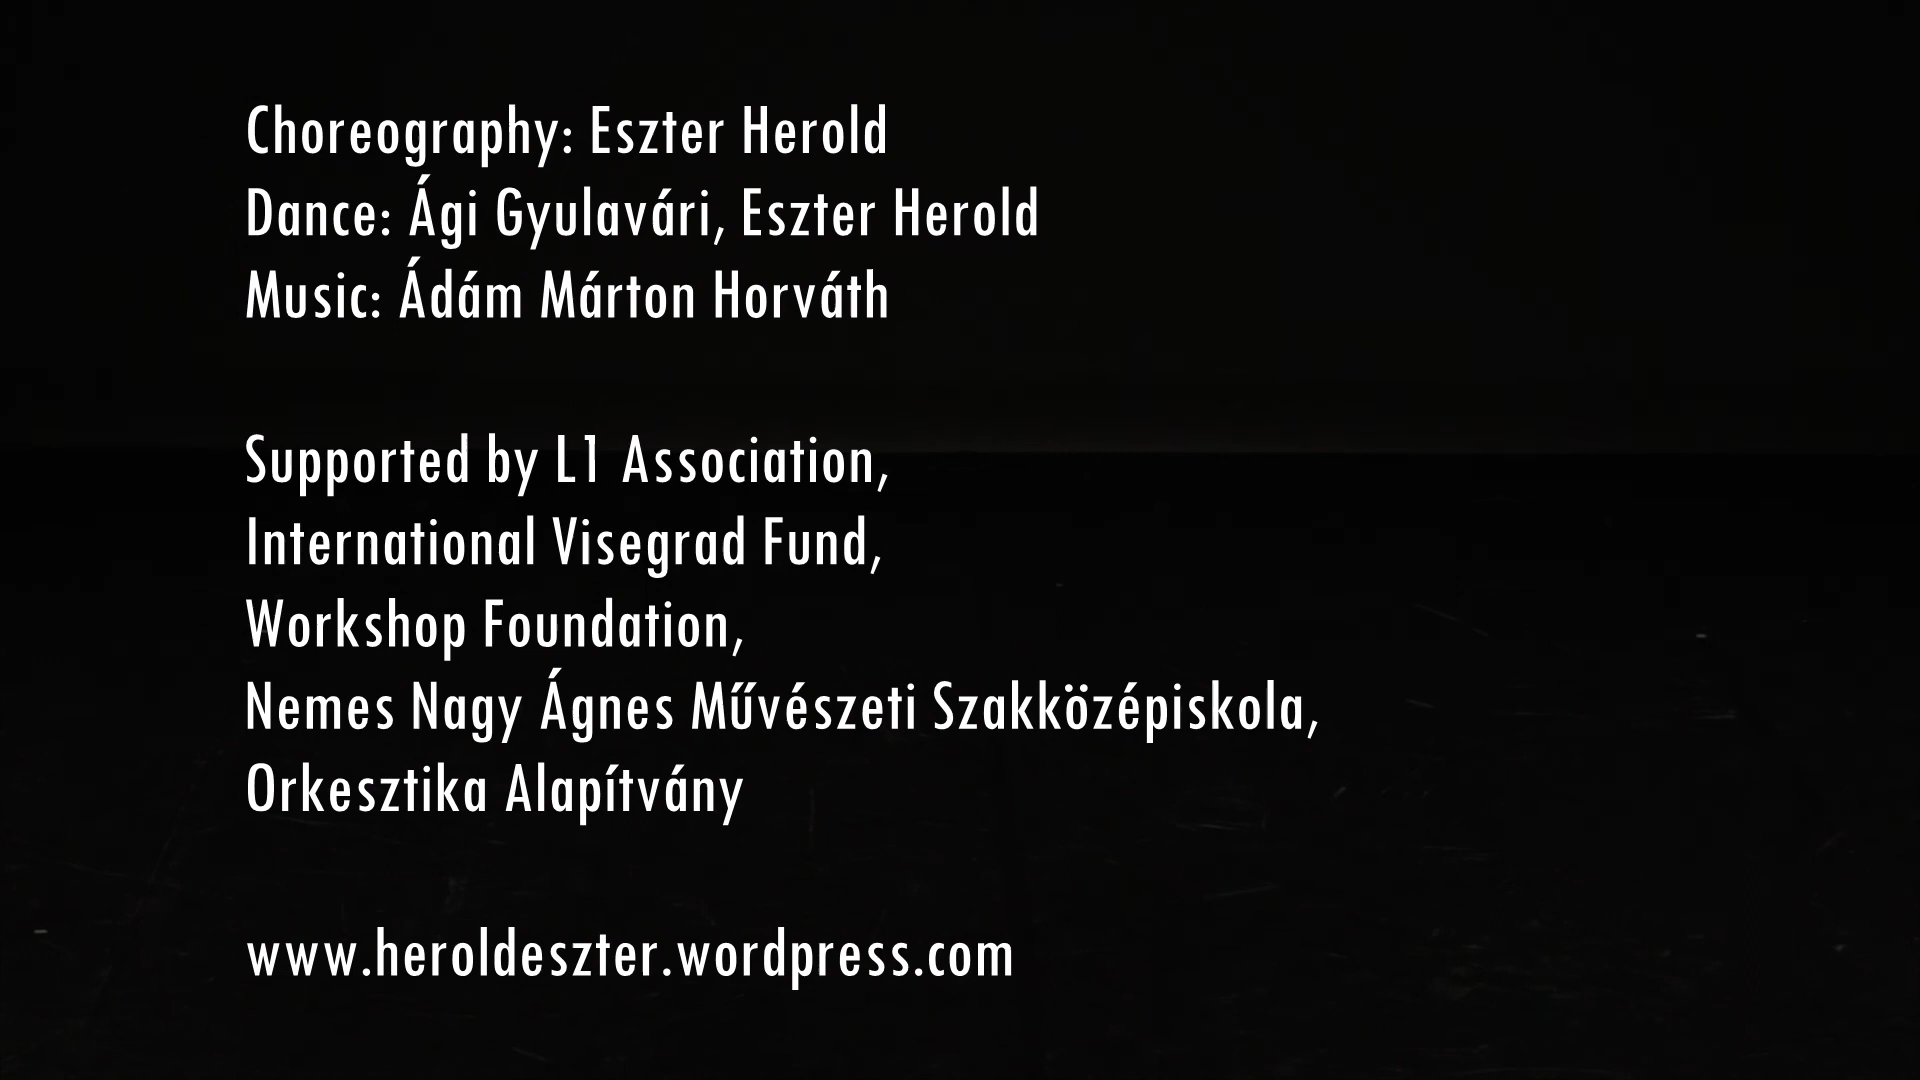 Choreography: Eszter Herold
Dance: Ági Gyulavári, Eszter Herold
Music: Ádám Márton Horváth
Supported by L1 Association,
International Visegrad Fund,
Workshop Foundation,
Nemes Nagy Ágnes Művészeti Szakközépiskola,
Orkesztika Alapítvány
www.heroldeszter.wordpress.com